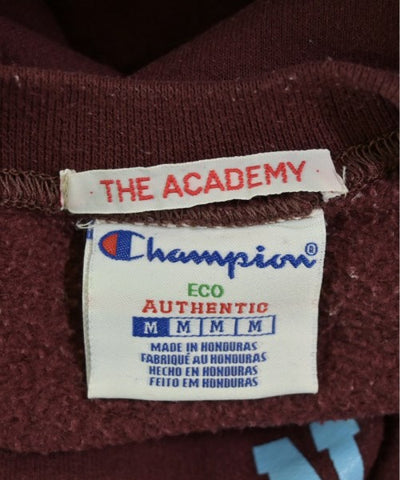 THE ACADEMY
Champion®
ECO
AUTHENTIC
M M M M
MADE IN HONDURAS
FABRIQUÉ AU HONDURAS
HECHO EN HONDURAS
FEITO EM HONDURAS
N